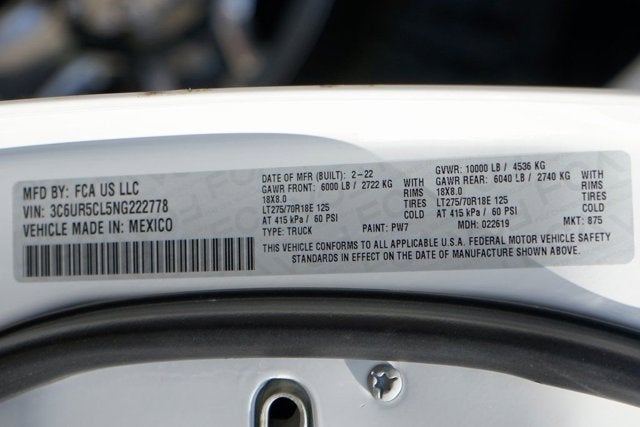 MFD BY: FCA US LLC
VIN: 3C6UR5CL5NG222778
VEHICLE MADE IN: MEXICO
DATE OF MFR (BUILT): 2-22
GAWR FRONT: 6000 LB / 2722 KG WITH
18X8.0 RIMS
LT275/70R18E 125 TIRES
AT 415 kPa / 60 PSI COLD
TYPE: TRUCK PAINT: PW7
GVWR: 10000 LB / 4536 KG
GAWR REAR: 6040 LB / 2740 KG WITH
18X8.0 RIMS
LT275/70R18E 125 TIRES
AT 415 kPa / 60 PSI COLD
MDH: 022619 MKT: 875
THIS VEHICLE CONFORMS TO ALL APPLICABLE U.S.A. FEDERAL MOTOR VEHICLE SAFETY
STANDARDS IN EFFECT ON THE DATE OF MANUFACTURE SHOWN ABOVE.